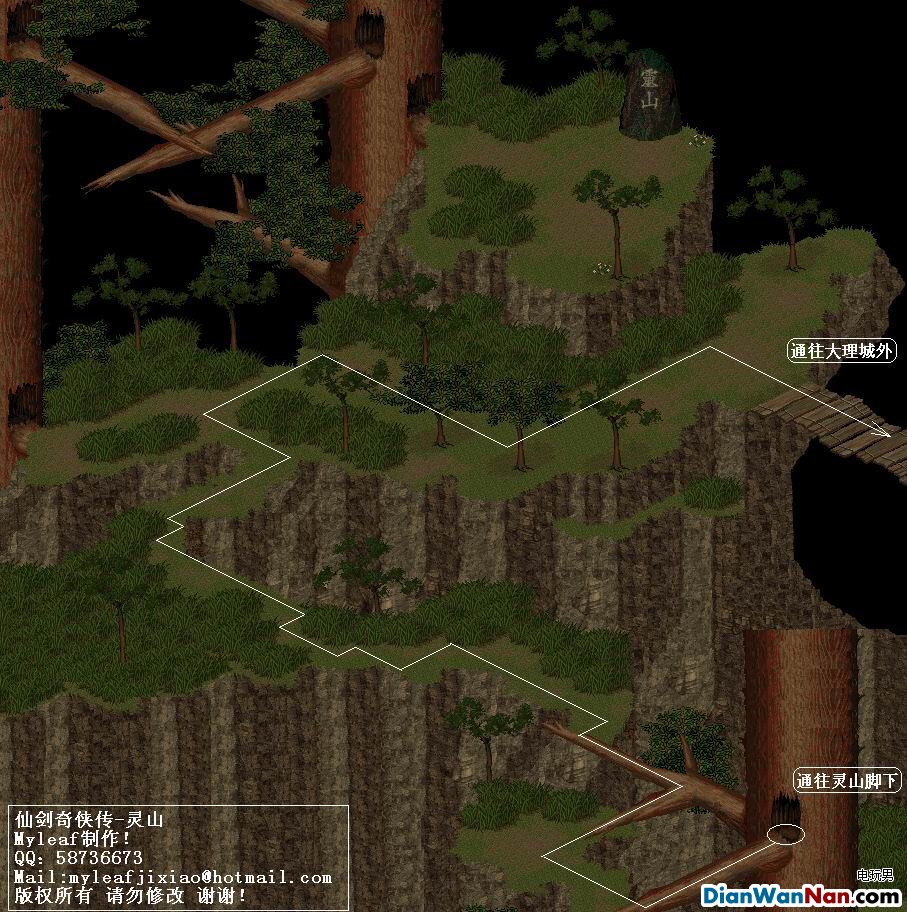 靈山
通往大理城外
通往灵山脚下
仙剑奇侠传-灵山
Myleaf制作!
QQ: 58736673
Mail:myleafjixiao@hotmail.com
版权所有 请勿修改 谢谢!
电玩男
DianWanNan.com